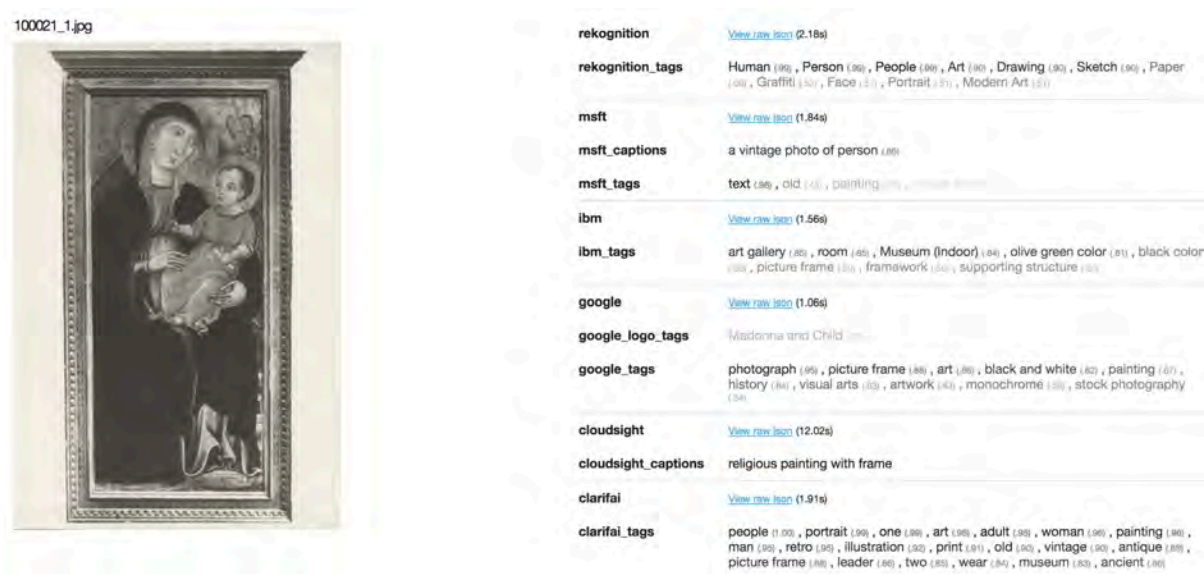 100021_1.jpg
rekognition View raw json (2.18s)
rekognition_tags Human (.99) , Person (.99) , People (.99) , Art (.90) , Drawing (.90) , Sketch (.90) , Paper
Graffiti , Face , Portrait , Modern Art
msft View raw json (1.84s)
msft_captions a vintage photo of person (.86)
msft_tags text (.98) , old , painting
ibm View raw json (1.56s)
ibm_tags art gallery (.85) , room (.65) , Museum (Indoor) (.64) , olive green color (.61) , black color
, picture frame , framework , supporting structure
google View raw json (1.06s)
google_logo_tags Madonna and Child
google_tags photograph (.95) , picture frame (.88) , art (.86) , black and white (.82) , painting ,
history , visual arts , artwork , monochrome , stock photography
cloudsight View raw json (12.02s)
cloudsight_captions religious painting with frame
clarifai View raw json (1.91s)
clarifai_tags people (1.00) , portrait (.99) , one (.99) , art (.98) , adult (.98) , woman (.96) , painting (.96) ,
man (.95) , retro (.95) , illustration (.92) , print (.91) , old (.90) , vintage (.90) , antique (.89) ,
picture frame (.88) , leader (.86) , two (.85) , wear (.84) , museum (.83) , ancient (.80)